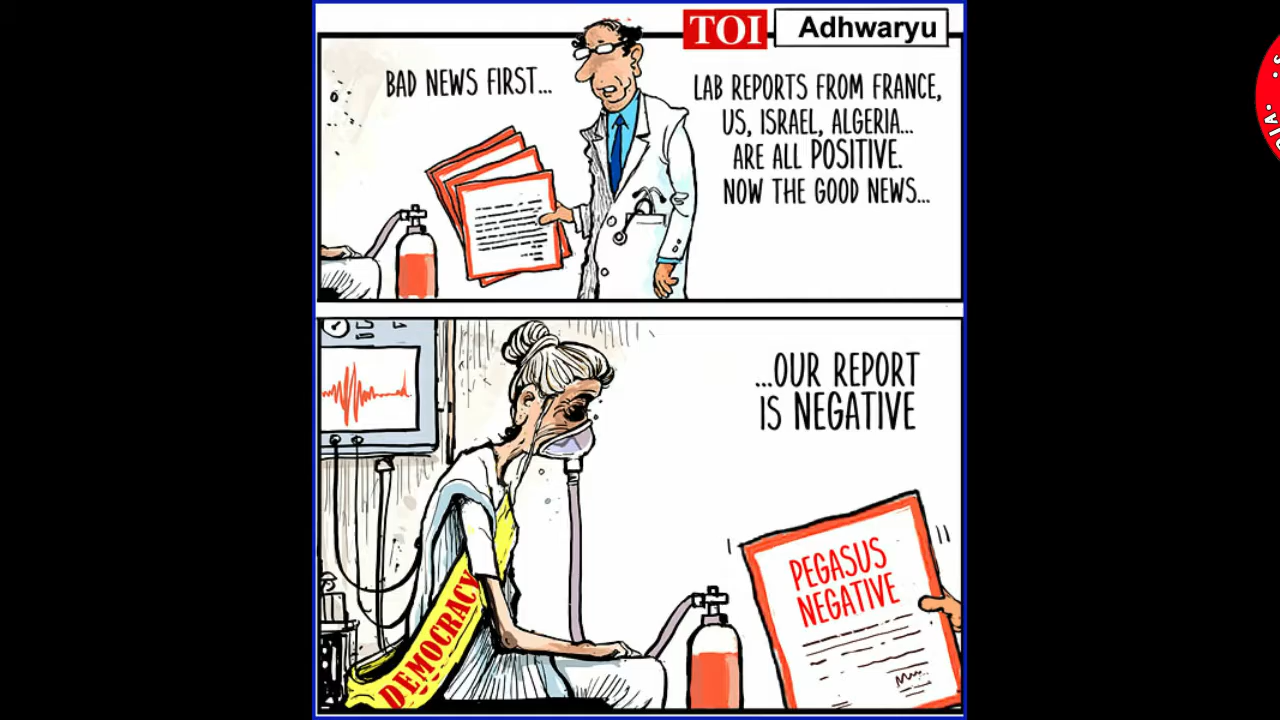 TOI Adhwaryu
BAD NEWS FIRST...
LAB REPORTS FROM FRANCE,
US, ISRAEL, ALGERIA...
ARE ALL POSITIVE.
NOW THE GOOD NEWS...
...OUR REPORT
IS NEGATIVE
DEMOCRACY
PEGASUS
NEGATIVE